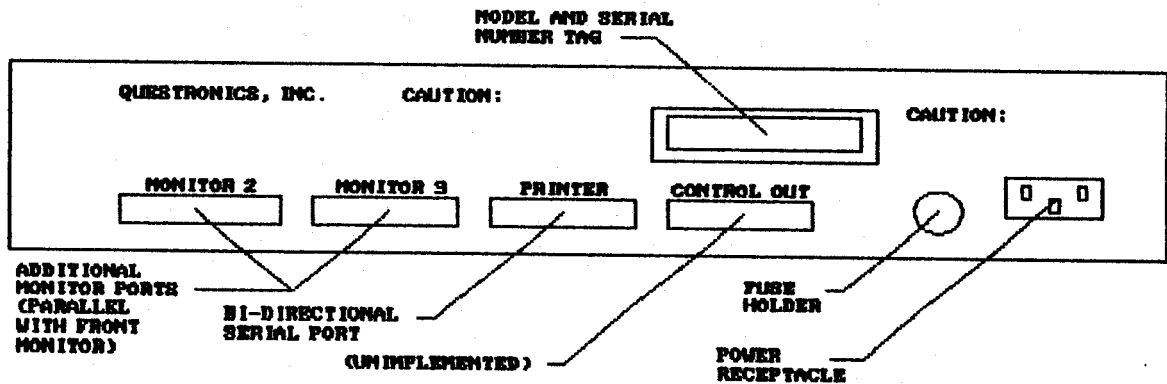 MODEL AND SERIAL
NUMBER TAG
QUESTRONICS, INC.
CAUTION:
CAUTION:
MONITOR 2
MONITOR 3
PRINTER
CONTROL OUT
ADDITIONAL
MONITOR PORTS
(PARALLEL
WITH FRONT
MONITOR)
BI-DIRECTIONAL
SERIAL PORT
(UNIMPLEMENTED)
FUSE
HOLDER
POWER
RECEPTACLE